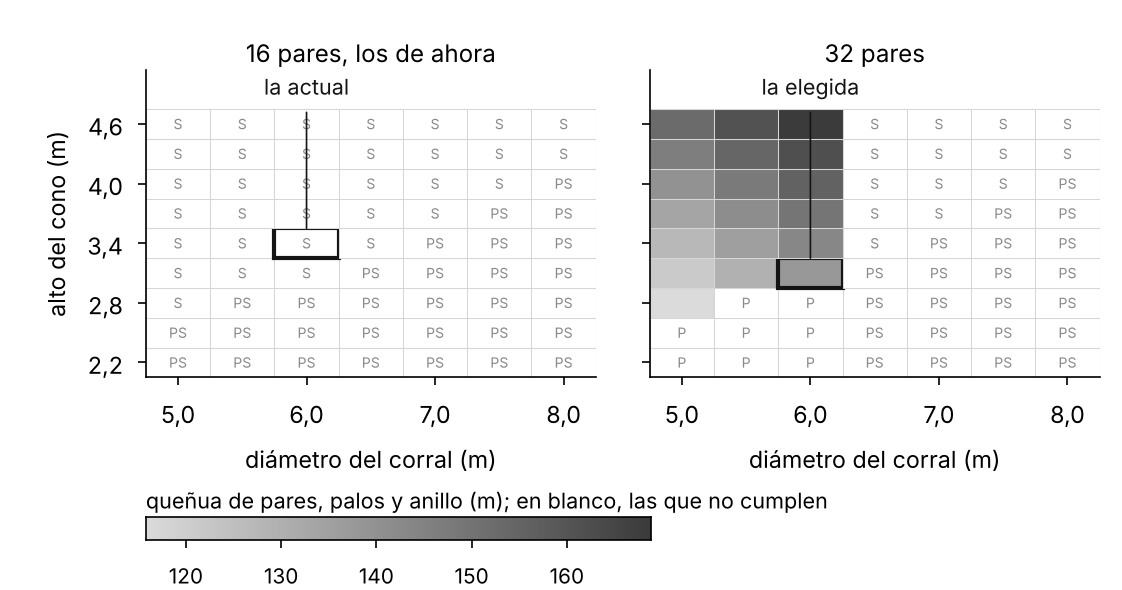 16 pares, los de ahora
32 pares
la actual
la elegida
4,6 S S S S S S S S S S
S S S S S S S S S S
4,0 S S S S S S PS S S S PS
S S S S S PS PS S S PS PS
3,4 S S S S PS PS PS S PS PS PS
S S S PS PS PS PS PS PS PS PS
2,8 S PS PS PS PS PS PS P P PS PS PS PS
PS PS PS PS PS PS PS P P P PS PS PS PS
2,2 PS PS PS PS PS PS PS P P P PS PS PS PS
alto del cono (m)
5,0 6,0 7,0 8,0
5,0 6,0 7,0 8,0
diámetro del corral (m)
diámetro del corral (m)
queñua de pares, palos y anillo (m); en blanco, las que no cumplen
120 130 140 150 160